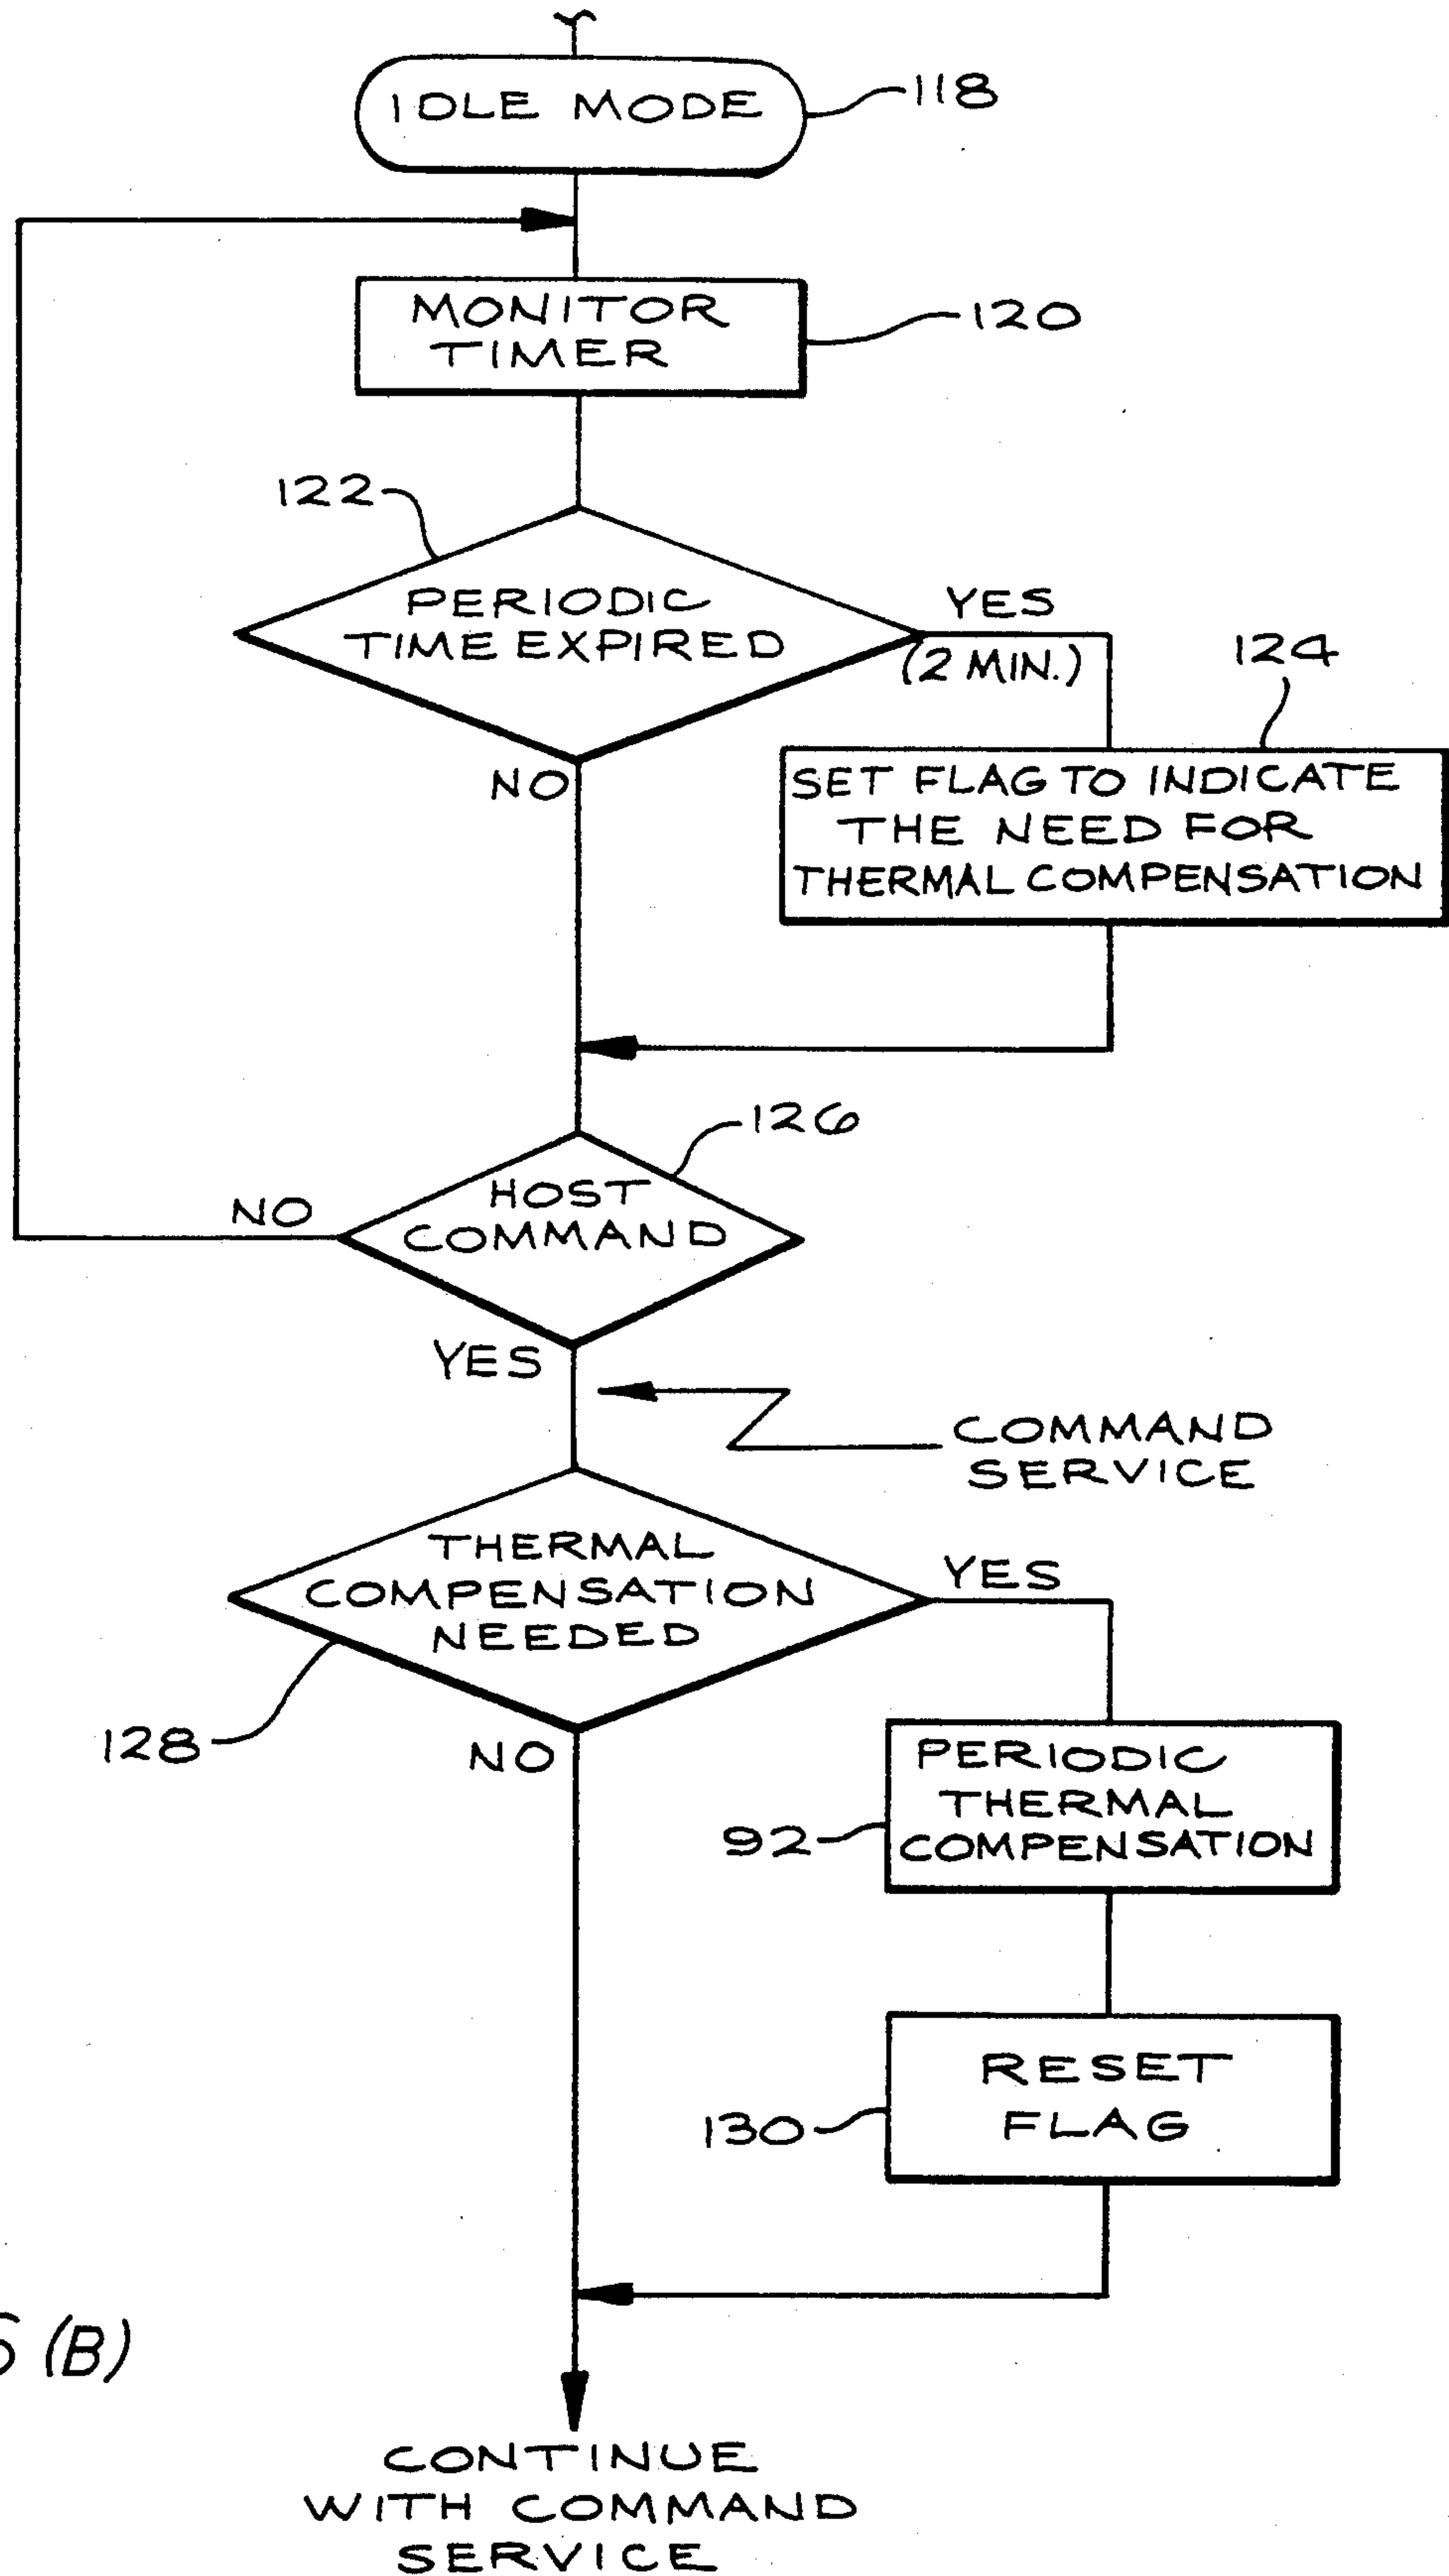 IDLE MODE
118
MONITOR
TIMER
120
122
PERIODIC
TIME EXPIRED
YES
(2 MIN.)
124
NO
SET FLAG TO INDICATE
THE NEED FOR
THERMAL COMPENSATION
126
HOST
COMMAND
NO
YES
COMMAND
SERVICE
THERMAL
COMPENSATION
NEEDED
YES
128
NO
PERIODIC
THERMAL
COMPENSATION
92
RESET
FLAG
130
(B)
CONTINUE
WITH COMMAND
SERVICE